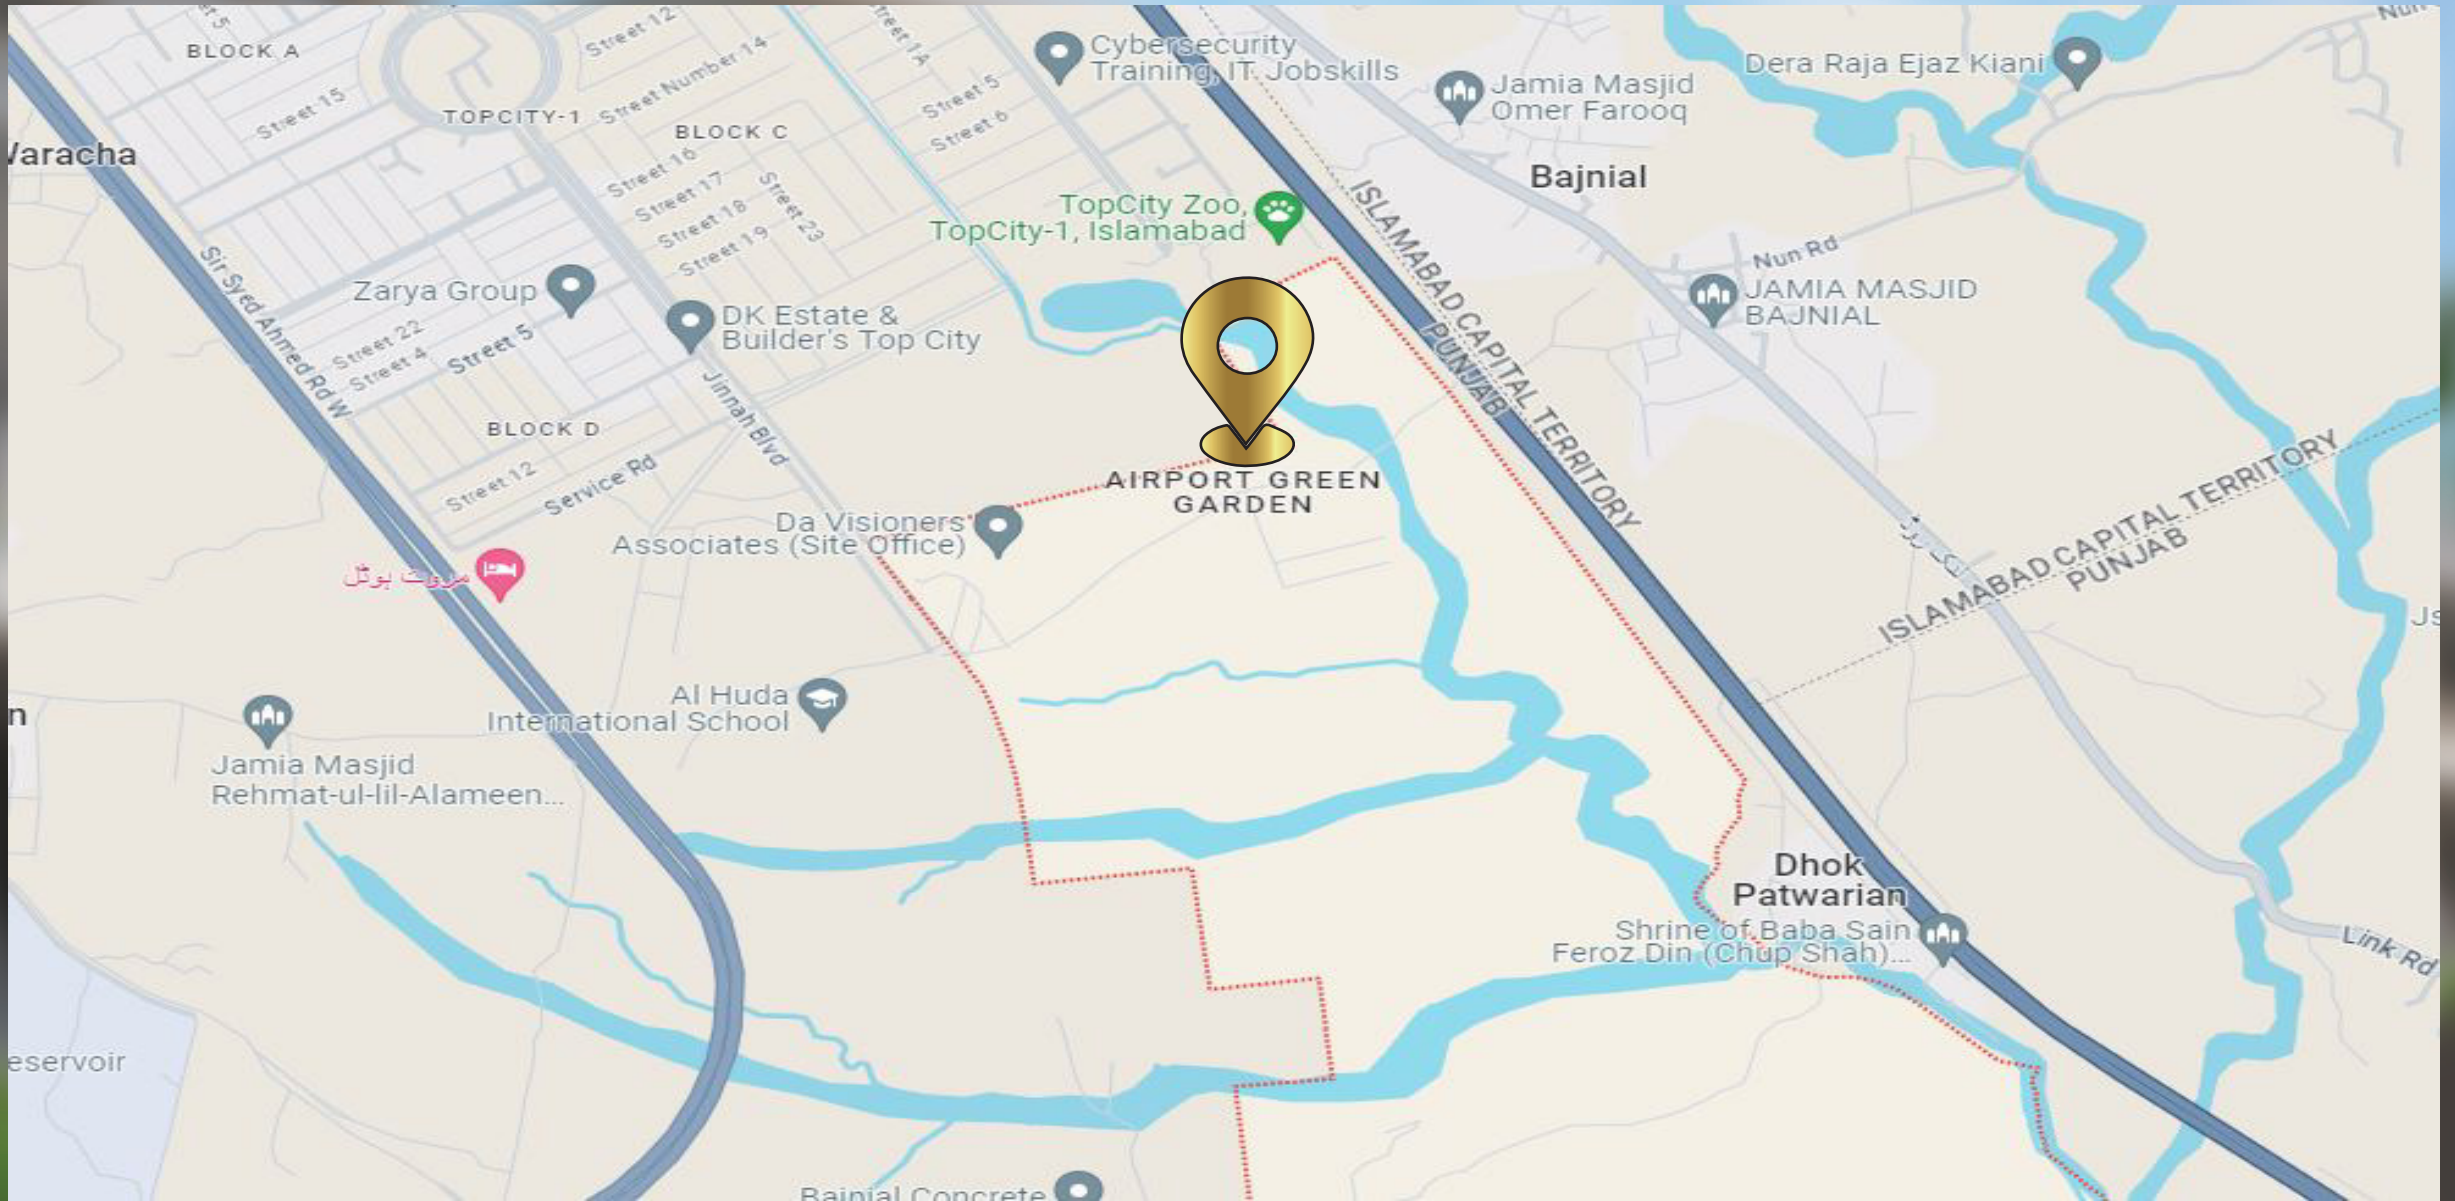 BLOCK A
Street 12
Street 15
TOPCITY-1
Street Number 14
BLOCK C
Street 1A
Street 5
Street 6
Cybersecurity
Training, IT Jobskills
Jamia Masjid
Omer Farooq
Dera Raja Ejaz Kiani
Bajnial
Street 16
Street 17
Street 18
Street 19
Street 23
TopCity Zoo,
TopCity-1, Islamabad
ISLAMABAD CAPITAL TERRITORY
PUNJAB
Nun Rd
JAMIA MASJID
BAJNIAL
Sir Syed Ahmed Rd W
Zarya Group
DK Estate &
Builder's Top City
Street 22
Street 4
Street 5
Jinnah Blvd
BLOCK D
Street 12
Service Rd
AIRPORT GREEN
GARDEN
Da Visioners
Associates (Site Office)
ISLAMABAD CAPITAL TERRITORY
PUNJAB
مروت ہوٹل
Al Huda
International School
Jamia Masjid
Rehmat-ul-lil-Alameen...
Dhok
Patwarian
Shrine of Baba Sain
Feroz Din (Chup Shah)...
Link Rd
Bajnial Concrete